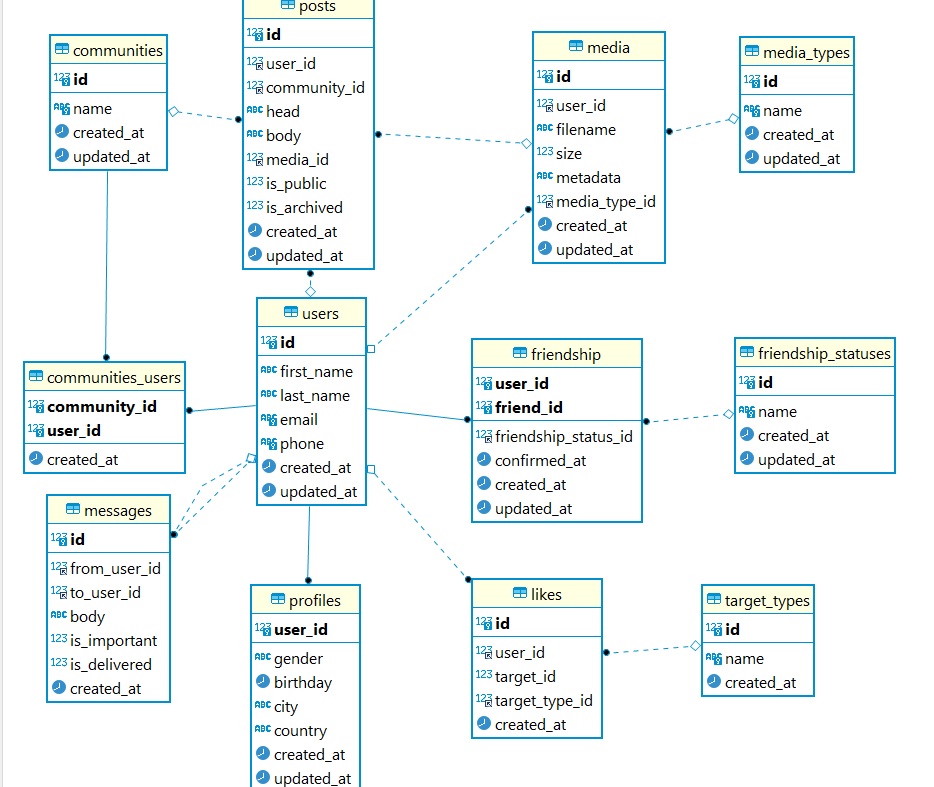 posts
id
user_id
community_id
head
body
media_id
is_public
is_archived
created_at
updated_at
communities
id
name
created_at
updated_at
media
id
user_id
filename
size
metadata
media_type_id
created_at
updated_at
media_types
id
name
created_at
updated_at
users
id
first_name
last_name
email
phone
created_at
updated_at
communities_users
community_id
user_id
created_at
friendship
user_id
friend_id
friendship_status_id
confirmed_at
created_at
updated_at
friendship_statuses
id
name
created_at
updated_at
messages
id
from_user_id
to_user_id
body
is_important
is_delivered
created_at
profiles
user_id
gender
birthday
city
country
created_at
updated_at
likes
id
user_id
target_id
target_type_id
created_at
target_types
id
name
created_at